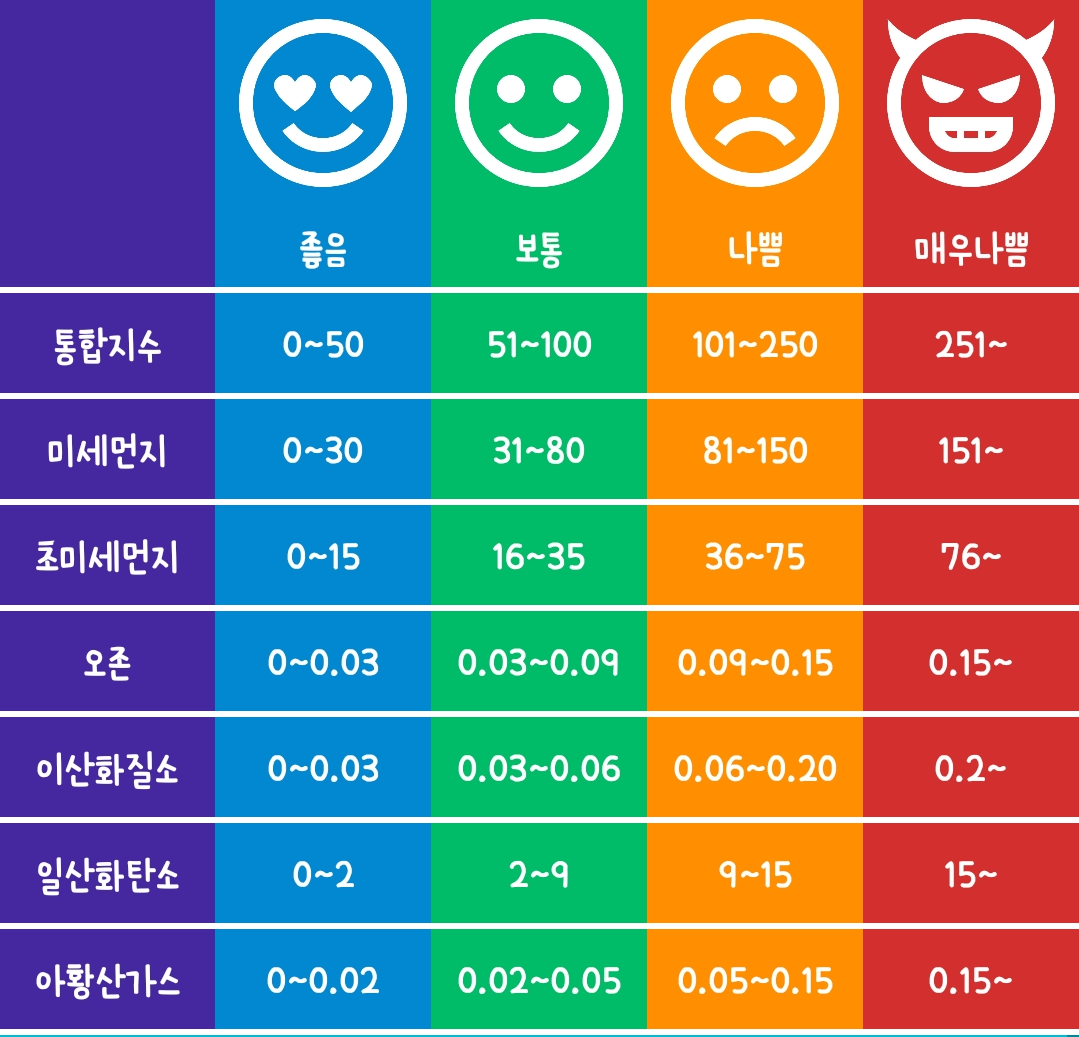 좋음 보통 나쁨 매우나쁨
통합지수 0~50 51~100 101~250 251~
미세먼지 0~30 31~80 81~150 151~
초미세먼지 0~15 16~35 36~75 76~
오존 0~0.03 0.03~0.09 0.09~0.15 0.15~
이산화질소 0~0.03 0.03~0.06 0.06~0.20 0.2~
일산화탄소 0~2 2~9 9~15 15~
아황산가스 0~0.02 0.02~0.05 0.05~0.15 0.15~